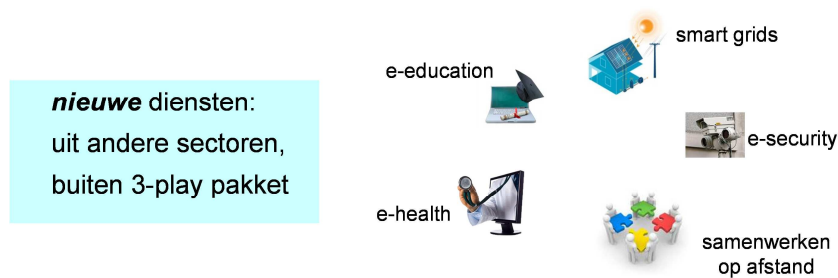 nieuwe diensten:
uit andere sectoren,
buiten 3-play pakket
smart grids
e-education
e-security
e-health
samenwerken
op afstand